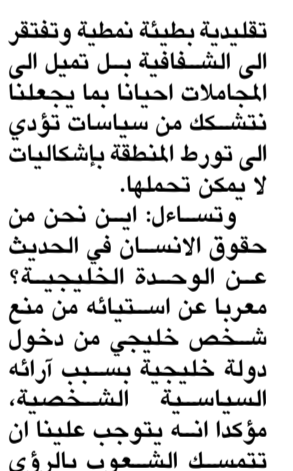 تقليدية بطيئة نمطية وتفتقر
الى الشفافية بل تميل الى
المجاملات احيانا بما يجعلنا
نتشكك من سياسات تؤدي
الى تورط المنطقة بإشكاليات
لا يمكن تحملها.
وتساءل: اين نحن من
حقوق الانسان في الحديث
عن الوحدة الخليجية؟
معربا عن استيائه من منع
شخص خليجي من دخول
دولة خليجية بسبب آرائه
السياسية الشخصية،
مؤكدا انه يتوجب علينا ان
تتمسك الشعوب بالرؤى